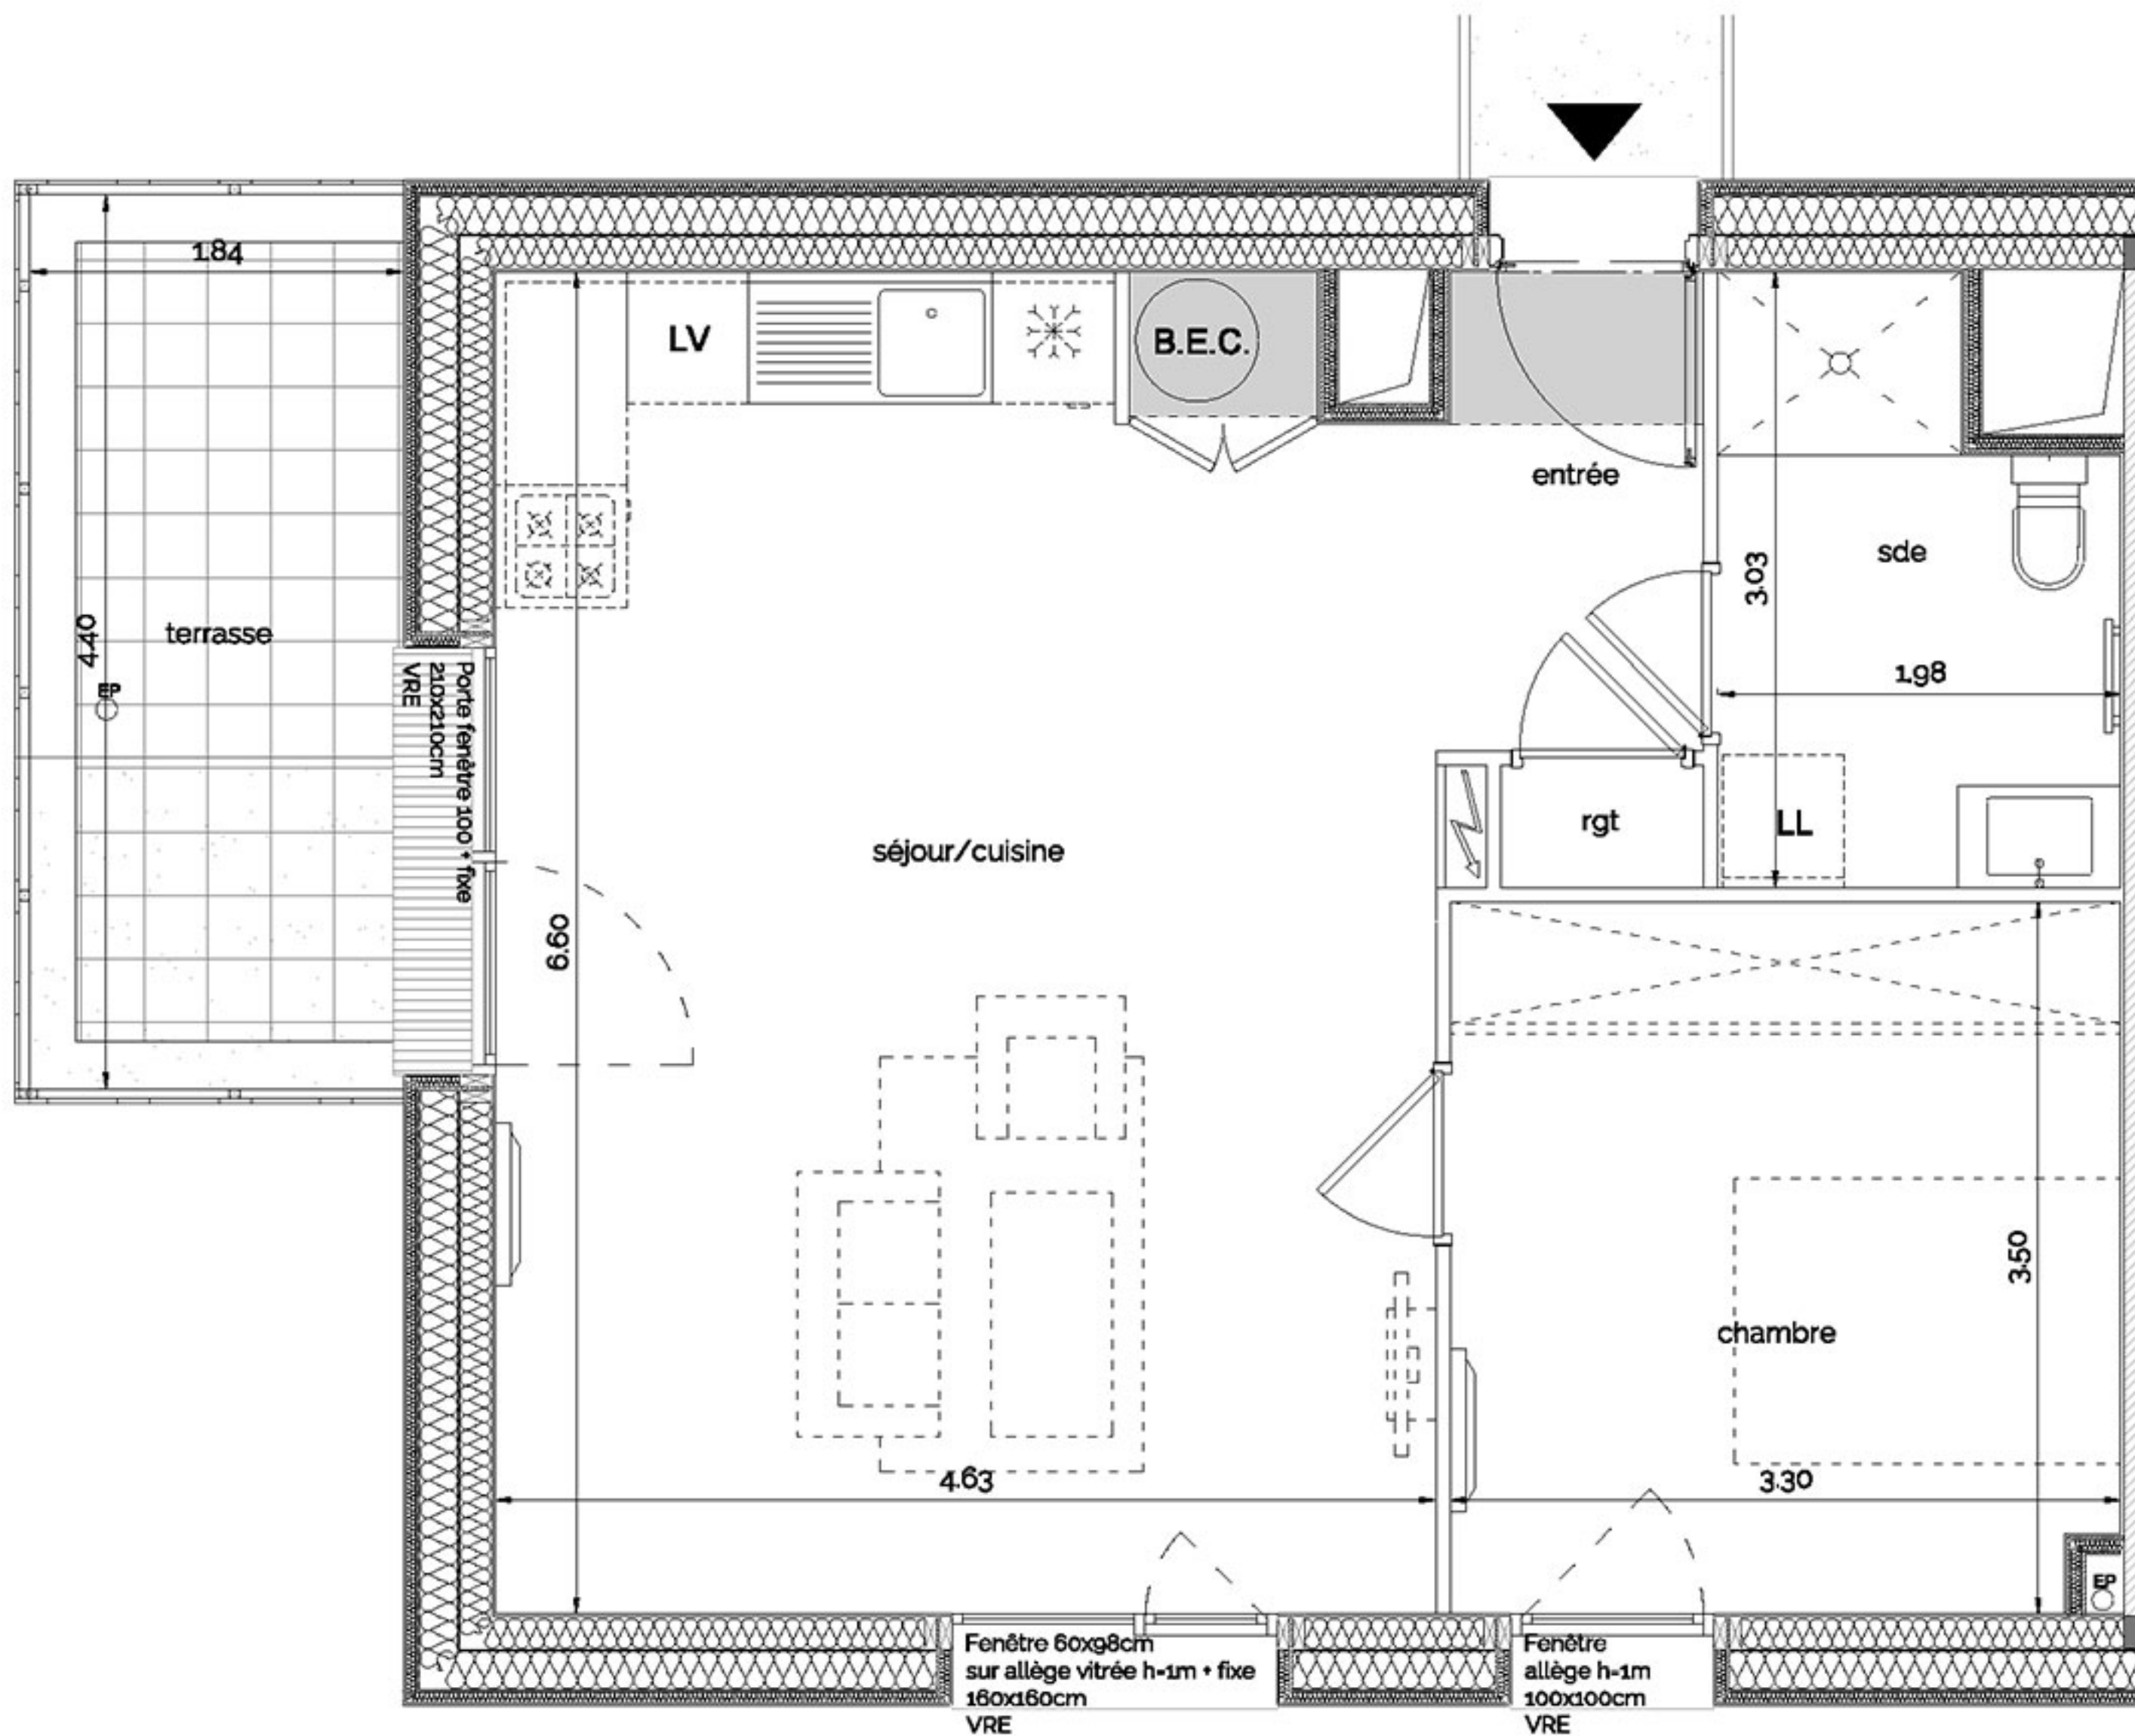 1.84
LV
B.E.C.
entrée
sde
3.03
terrasse
4.40
EP
Porte fenêtre 100 + fixe
210x210cm
VRE
1.98
rgt
LL
séjour/cuisine
6.60
3.50
chambre
4.63
3.30
EP
Fenêtre 60x98cm
sur allège vitrée h=1m + fixe
160x160cm
VRE
Fenêtre
allège h=1m
100x100cm
VRE